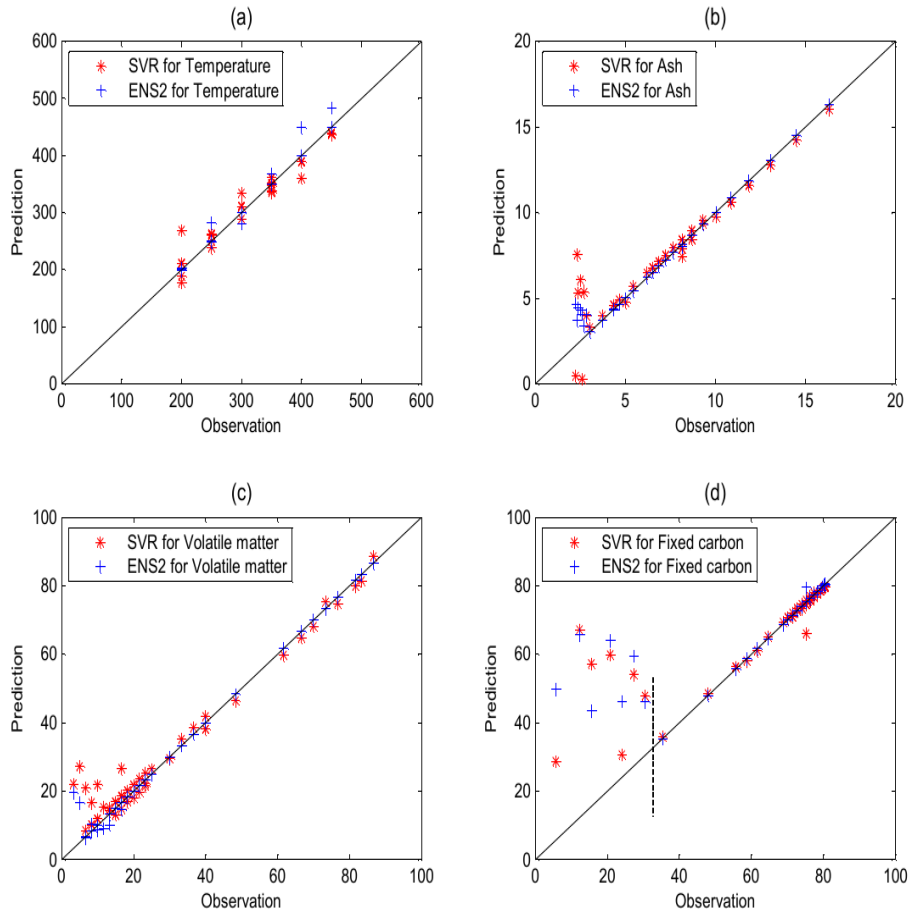 (a)
600
500
400
300
200
100
0
0 100 200 300 400 500 600
Prediction
Observation
SVR for Temperature
ENS2 for Temperature
(b)
20
15
10
5
0
0 5 10 15 20
Prediction
Observation
SVR for Ash
ENS2 for Ash
(c)
100
80
60
40
20
0
0 20 40 60 80 100
Prediction
Observation
SVR for Volatile matter
ENS2 for Volatile matter
(d)
100
80
60
40
20
0
0 20 40 60 80 100
Prediction
Observation
SVR for Fixed carbon
ENS2 for Fixed carbon